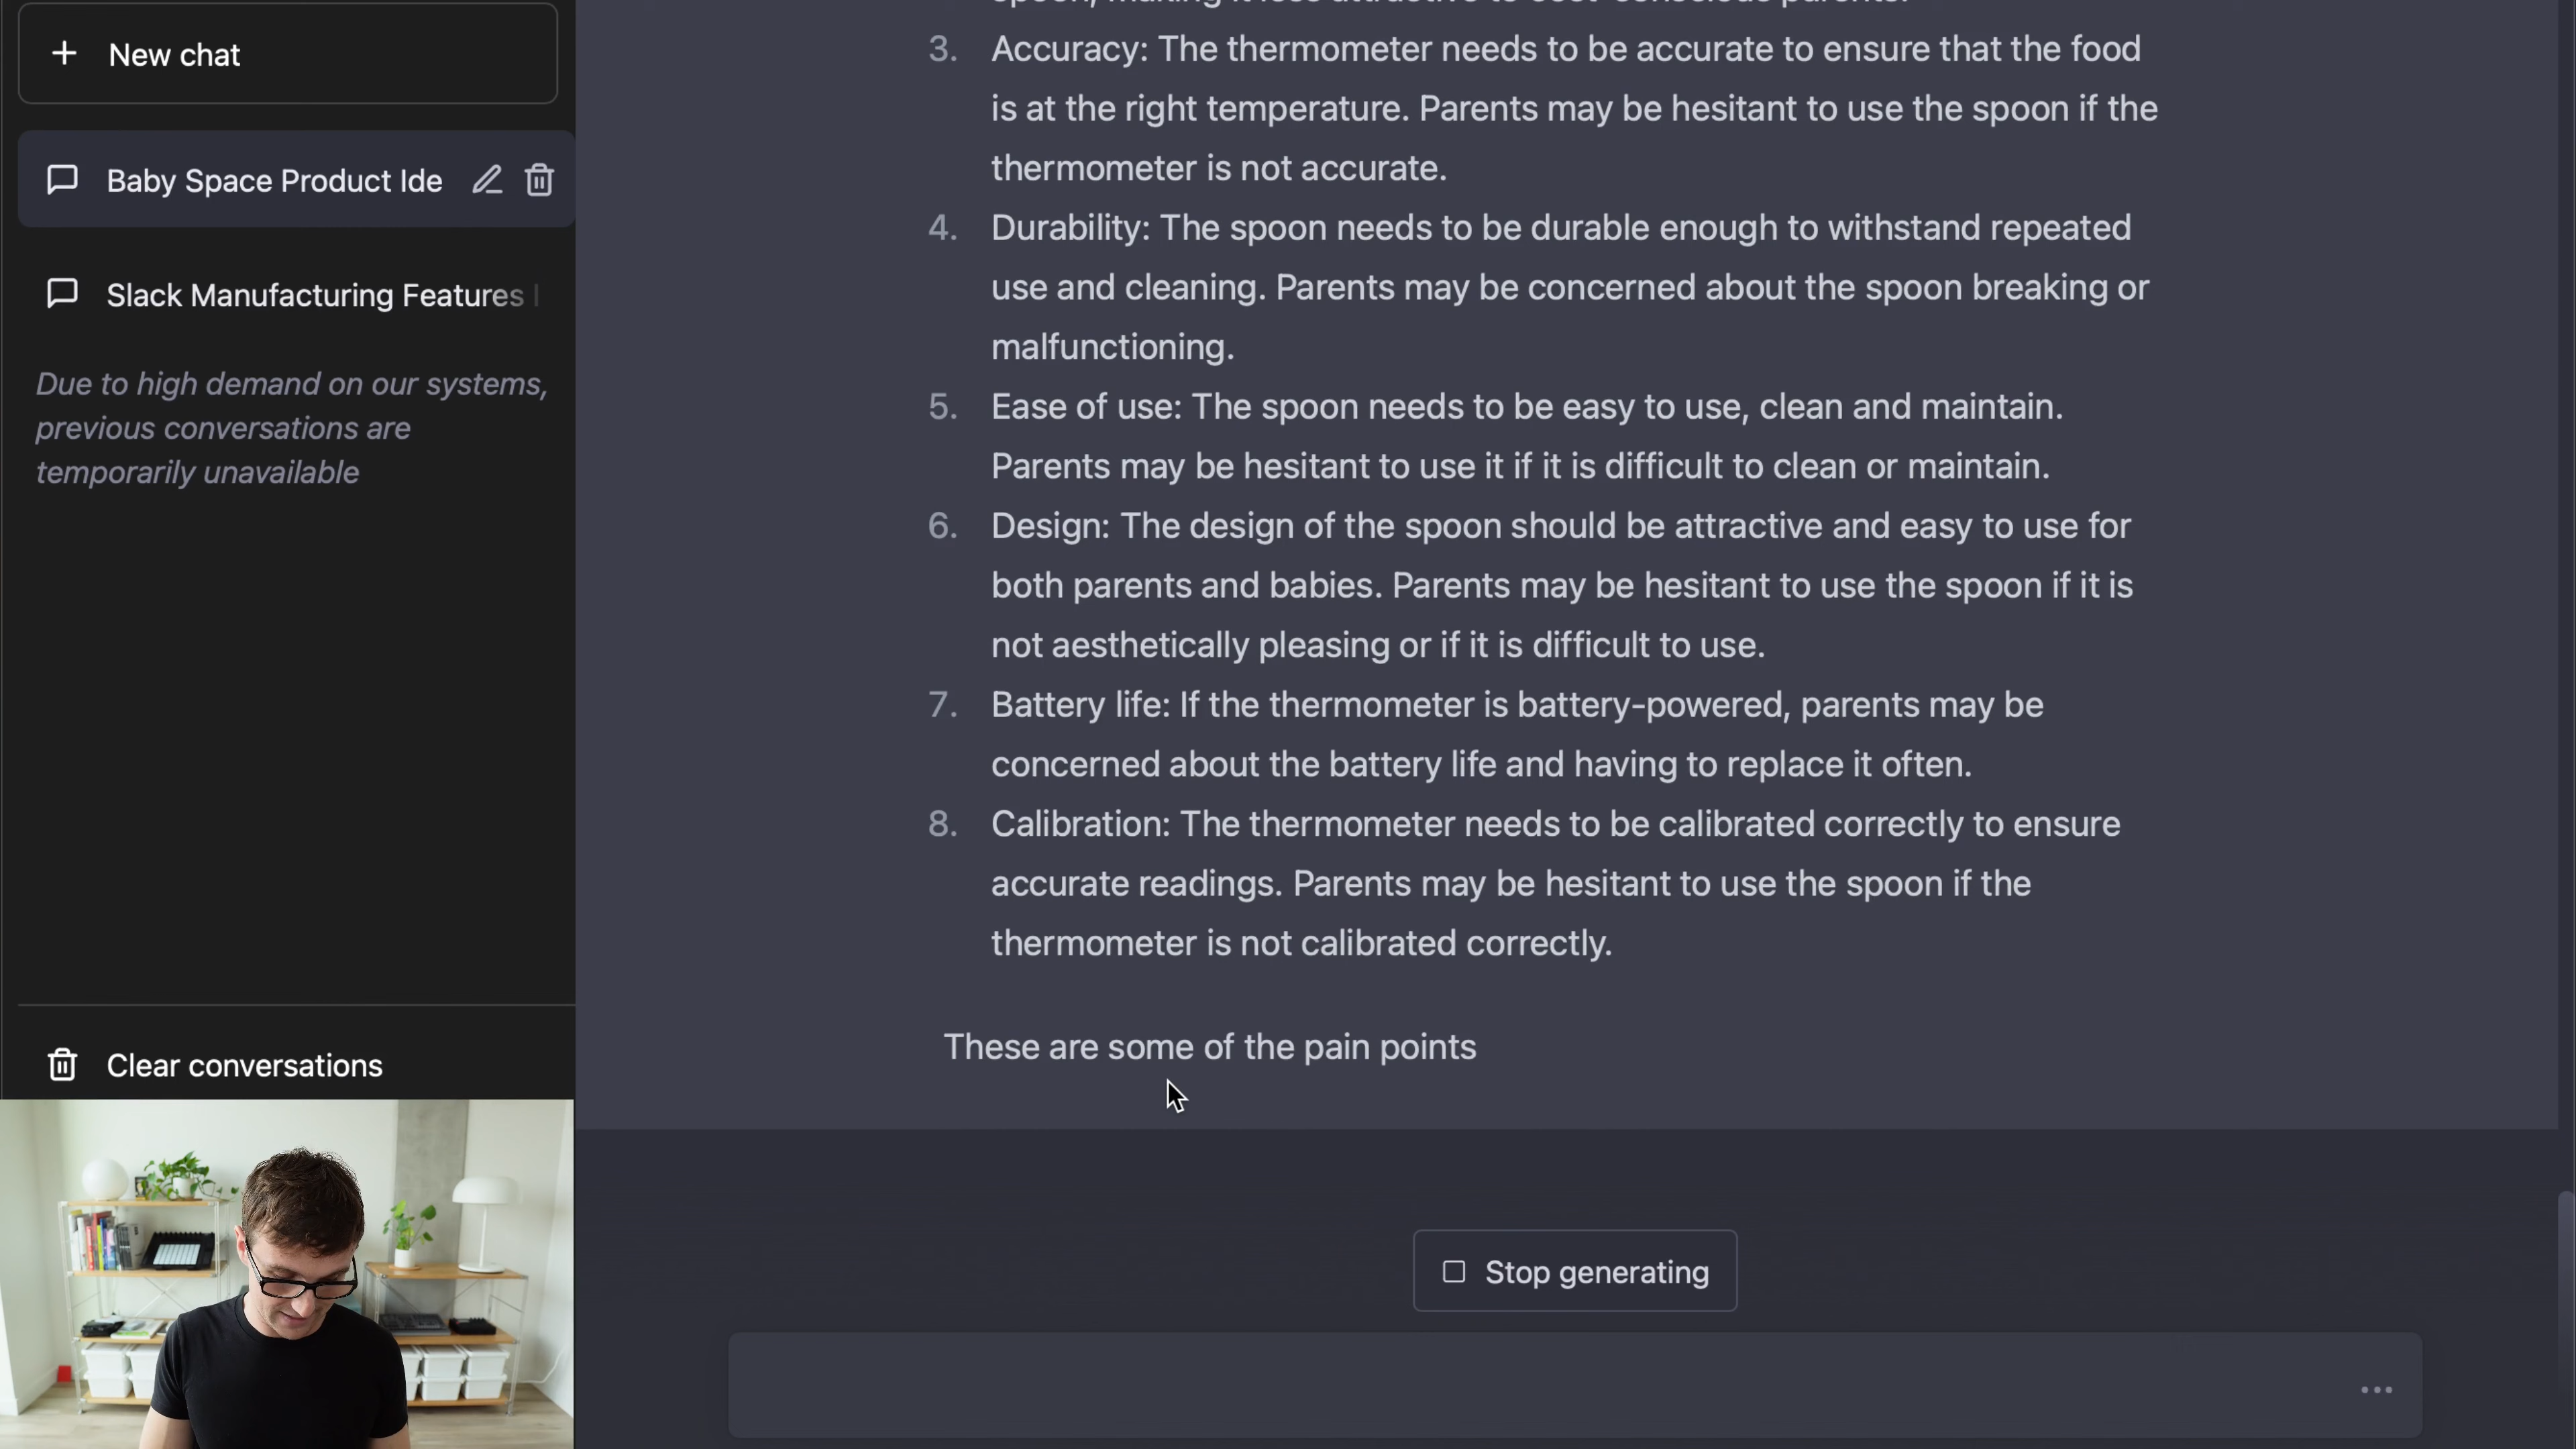 New chat
Baby Space Product Ide
Slack Manufacturing Features
Due to high demand on our systems,
previous conversations are
temporarily unavailable
Clear conversations
3. Accuracy: The thermometer needs to be accurate to ensure that the food
is at the right temperature. Parents may be hesitant to use the spoon if the
thermometer is not accurate.
4. Durability: The spoon needs to be durable enough to withstand repeated
use and cleaning. Parents may be concerned about the spoon breaking or
malfunctioning.
5. Ease of use: The spoon needs to be easy to use, clean and maintain.
Parents may be hesitant to use it if it is difficult to clean or maintain.
6. Design: The design of the spoon should be attractive and easy to use for
both parents and babies. Parents may be hesitant to use the spoon if it is
not aesthetically pleasing or if it is difficult to use.
7. Battery life: If the thermometer is battery-powered, parents may be
concerned about the battery life and having to replace it often.
8. Calibration: The thermometer needs to be calibrated correctly to ensure
accurate readings. Parents may be hesitant to use the spoon if the
thermometer is not calibrated correctly.
These are some of the pain points
Stop generating